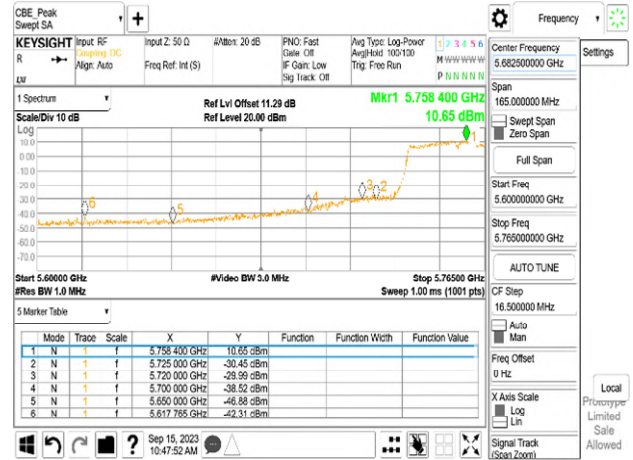 CBE_Peak
Swept SA
Frequency
KEYSIGHT Input: RF Input Z: 50 Ω #Atten: 20 dB PNO: Fast Avg Type: Log-Power 1 2 3 4 5 6
R Coupling: DC Gate: Off Avg|Hold: 100/100 M W W W W W
Align: Auto Freq Ref: Int (S) IF Gain: Low Trig: Free Run
Sig Track: Off P N N N N N
Center Frequency
5.682500000 GHz
Settings
1 Spectrum
Ref Lvl Offset 11.29 dB
Mkr1 5.758 400 GHz
Scale/Div 10 dB
Ref Level 20.00 dBm
10.65 dBm
Span
165.000000 MHz
Swept Span
Zero Span
Full Span
Log
10.0
0.00
-10.0
-20.0
-30.0
-40.0
-50.0
-60.0
-70.0
1
3
2
4
5
6
Start Freq
5.600000000 GHz
Stop Freq
5.765000000 GHz
AUTO TUNE
Start 5.60000 GHz #Video BW 3.0 MHz Stop 5.76500 GHz
#Res BW 1.0 MHz Sweep 1.00 ms (1001 pts)
CF Step
16.500000 MHz
Auto
Man
5 Marker Table
Mode Trace Scale X Y Function Function Width Function Value
1 N 1 f 5.758 400 GHz 10.65 dBm
2 N 1 f 5.725 000 GHz -30.45 dBm
3 N 1 f 5.720 000 GHz -29.99 dBm
4 N 1 f 5.700 000 GHz -38.52 dBm
5 N 1 f 5.650 000 GHz -46.88 dBm
6 N 1 f 5.617 765 GHz -42.31 dBm
Freq Offset
0 Hz
X Axis Scale
Log
Lin
Local
Prototype
Limited
Sale
Allowed
Signal Track
(Span Zoom)
?
Sep 15, 2023
10:47:52 AM